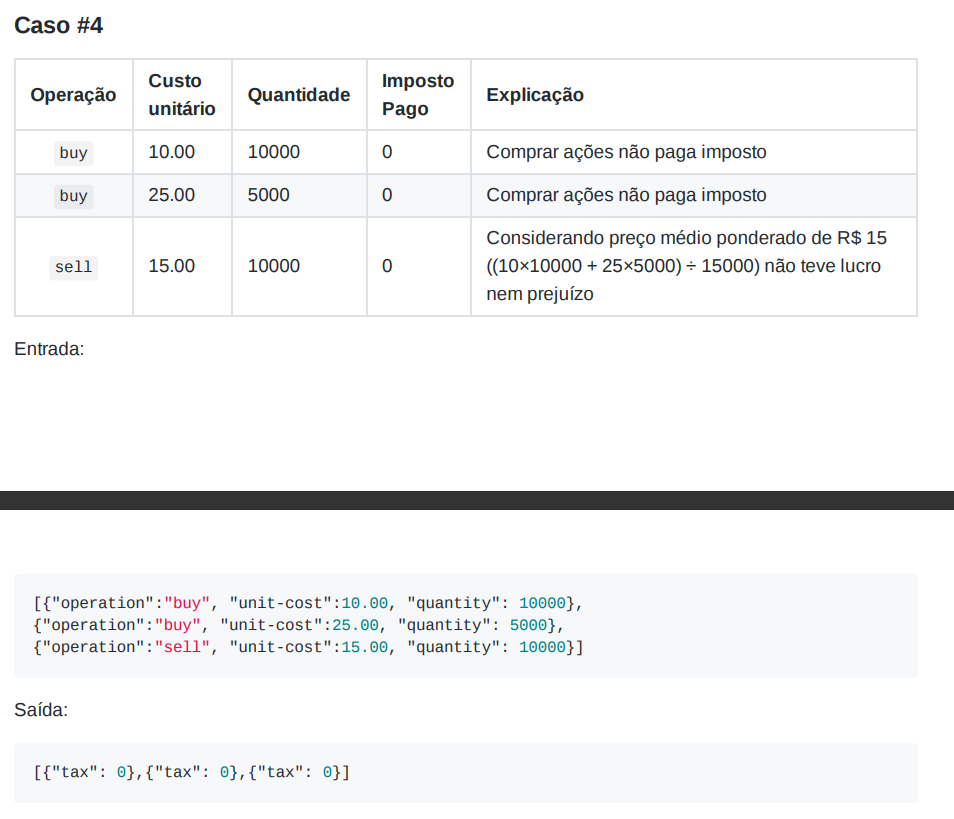 Caso #4
Operação Custo unitário Quantidade Imposto Pago Explicação
buy 10.00 10000 0 Comprar ações não paga imposto
buy 25.00 5000 0 Comprar ações não paga imposto
sell 15.00 10000 0 Considerando preço médio ponderado de R$ 15
((10×10000 + 25×5000) ÷ 15000) não teve lucro
nem prejuízo
Entrada:
[{"operation":"buy", "unit-cost":10.00, "quantity": 10000},
{"operation":"buy", "unit-cost":25.00, "quantity": 5000},
{"operation":"sell", "unit-cost":15.00, "quantity": 10000}]
Saída:
[{"tax": 0},{"tax": 0},{"tax": 0}]